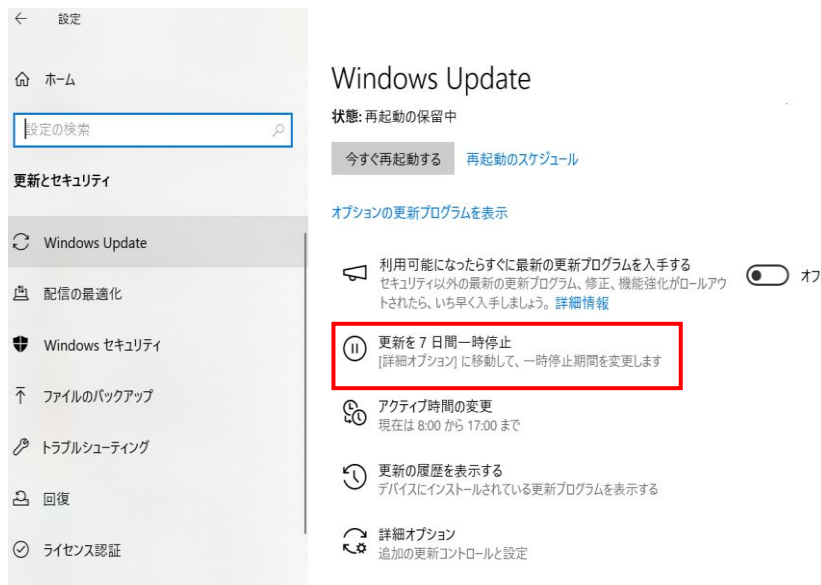 設定
ホーム
設定の検索
更新とセキュリティ
Windows Update
配信の最適化
Windows セキュリティ
ファイルのバックアップ
トラブルシューティング
回復
ライセンス認証
Windows Update
状態: 再起動の保留中
今すぐ再起動する 再起動のスケジュール
オプションの更新プログラムを表示
利用可能になったらすぐに最新の更新プログラムを入手する
セキュリティ以外の最新の更新プログラム、修正、機能強化がロールアウ
トされたら、いち早く入手しましょう。 詳細情報
オフ
更新を 7 日間一時停止
[詳細オプション] に移動して、一時停止期間を変更します
アクティブ時間の変更
現在は 8:00 から 17:00 まで
更新の履歴を表示する
デバイスにインストールされている更新プログラムを表示する
詳細オプション
追加の更新コントロールと設定